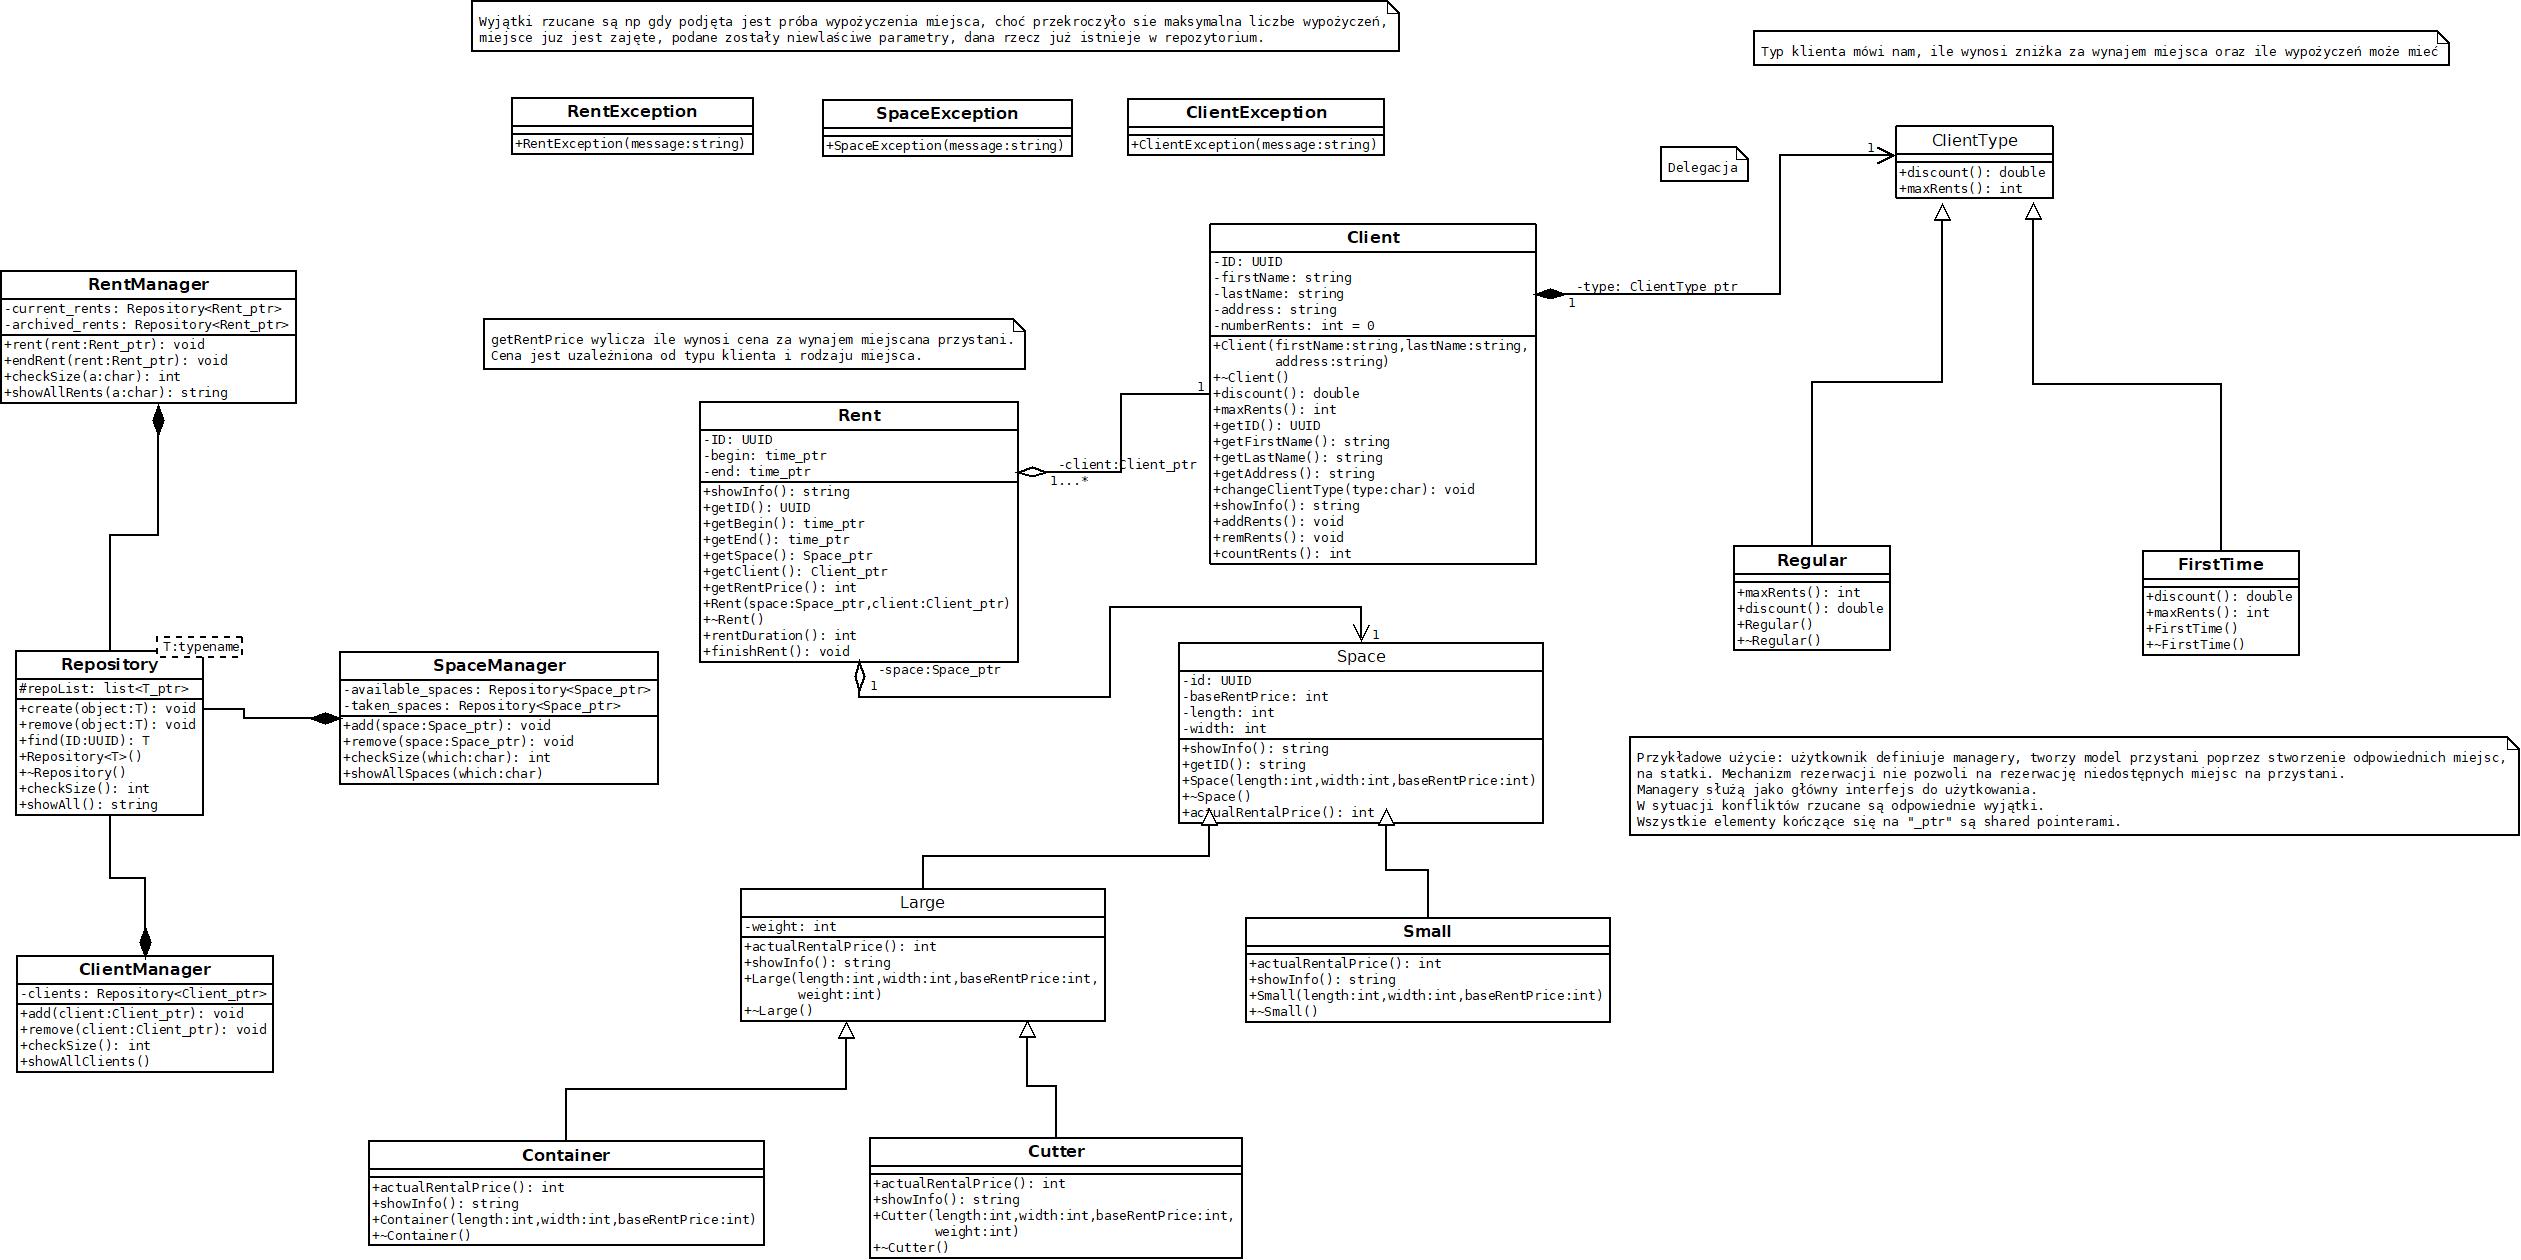 Wyjątki rzucane są np gdy podjęta jest próba wypożyczenia miejsca, choć przekroczyło sie maksymalna liczbe wypożyczeń,
miejsce juz jest zajęte, podane zostały niewlaściwe parametry, dana rzecz już istnieje w repozytorium.
Typ klienta mówi nam, ile wynosi zniżka za wynajem miejsca oraz ile wypożyczeń może mieć
RentException
+RentException(message:string)
SpaceException
+SpaceException(message:string)
ClientException
+ClientException(message:string)
Delegacja
1
ClientType
+discount(): double
+maxRents(): int
Client
-ID: UUID
-firstName: string
-lastName: string
-address: string
-numberRents: int = 0
+Client(firstName:string,lastName:string,
address:string)
+~Client()
+discount(): double
+maxRents(): int
+getID(): UUID
+getFirstName(): string
+getLastName(): string
+getAddress(): string
+changeClientType(type:char): void
+showInfo(): string
+addRents(): void
+remRents(): void
+countRents(): int
-type: ClientType_ptr
1
RentManager
-current_rents: Repository<Rent_ptr>
-archived_rents: Repository<Rent_ptr>
+rent(rent:Rent_ptr): void
+endRent(rent:Rent_ptr): void
+checkSize(a:char): int
+showAllRents(a:char): string
getRentPrice wylicza ile wynosi cena za wynajem miejscana przystani.
Cena jest uzależniona od typu klienta i rodzaju miejsca.
1
-client:Client_ptr
1...*
Rent
-ID: UUID
-begin: time_ptr
-end: time_ptr
+showInfo(): string
+getID(): UUID
+getBegin(): time_ptr
+getEnd(): time_ptr
+getSpace(): Space_ptr
+getClient(): Client_ptr
+getRentPrice(): int
+Rent(space:Space_ptr,client:Client_ptr)
+~Rent()
+rentDuration(): int
+finishRent(): void
-space:Space_ptr
1
1
Regular
+maxRents(): int
+discount(): double
+Regular()
+~Regular()
FirstTime
+discount(): double
+maxRents(): int
+FirstTime()
+~FirstTime()
T:typename
Repository
#repoList: list<T_ptr>
+create(object:T): void
+remove(object:T): void
+find(ID:UUID): T
+Repository<T>()
+~Repository()
+checkSize(): int
+showAll(): string
SpaceManager
-available_spaces: Repository<Space_ptr>
-taken_spaces: Repository<Space_ptr>
+add(space:Space_ptr): void
+remove(space:Space_ptr): void
+checkSize(which:char): int
+showAllSpaces(which:char)
Space
-id: UUID
-baseRentPrice: int
-length: int
-width: int
+showInfo(): string
+getID(): string
+Space(length:int,width:int,baseRentPrice:int)
+~Space()
+actualRentalPrice(): int
Przykładowe użycie: użytkownik definiuje managery, tworzy model przystani poprzez stworzenie odpowiednich miejsc,
na statki. Mechanizm rezerwacji nie pozwoli na rezerwację niedostępnych miejsc na przystani.
Managery służą jako główny interfejs do użytkowania.
W sytuacji konfliktów rzucane są odpowiednie wyjątki.
Wszystkie elementy kończące się na "_ptr" są shared pointerami.
Large
-weight: int
+actualRentalPrice(): int
+showInfo(): string
+Large(length:int,width:int,baseRentPrice:int,
weight:int)
+~Large()
Small
+actualRentalPrice(): int
+showInfo(): string
+Small(length:int,width:int,baseRentPrice:int)
+~Small()
ClientManager
-clients: Repository<Client_ptr>
+add(client:Client_ptr): void
+remove(client:Client_ptr): void
+checkSize(): int
+showAllClients()
Container
+actualRentalPrice(): int
+showInfo(): string
+Container(length:int,width:int,baseRentPrice:int)
+~Container()
Cutter
+actualRentalPrice(): int
+showInfo(): string
+Cutter(length:int,width:int,baseRentPrice:int,
weight:int)
+~Cutter()